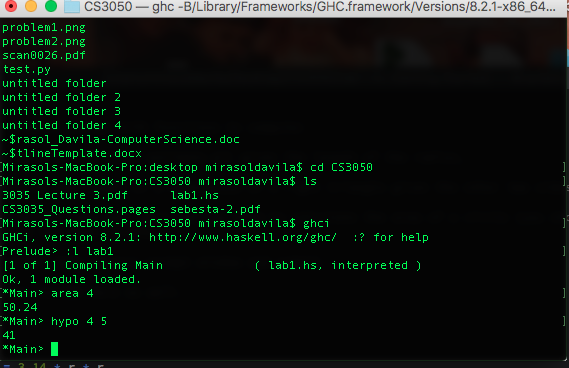 CS3050 — ghc -B/Library/Frameworks/GHC.framework/Versions/8.2.1-x86_64...
problem1.png
problem2.png
scan0026.pdf
test.py
untitled folder
untitled folder 2
untitled folder 3
untitled folder 4
~$rasol_Davila-ComputerScience.doc
~$tlineTemplate.docx
[Mirasols-MacBook-Pro:desktop mirasoldavila$ cd CS3050 ]
[Mirasols-MacBook-Pro:CS3050 mirasoldavila$ ls ]
3035 Lecture 3.pdf lab1.hs
CS3035_Questions.pages sebesta-2.pdf
[Mirasols-MacBook-Pro:CS3050 mirasoldavila$ ghci ]
GHCi, version 8.2.1: http://www.haskell.org/ghc/ :? for help
[Prelude> :l lab1 ]
[1 of 1] Compiling Main ( lab1.hs, interpreted )
Ok, 1 module loaded.
[*Main> area 4 ]
50.24
[*Main> hypo 4 5 ]
41
*Main>
= 3.14 * r * r